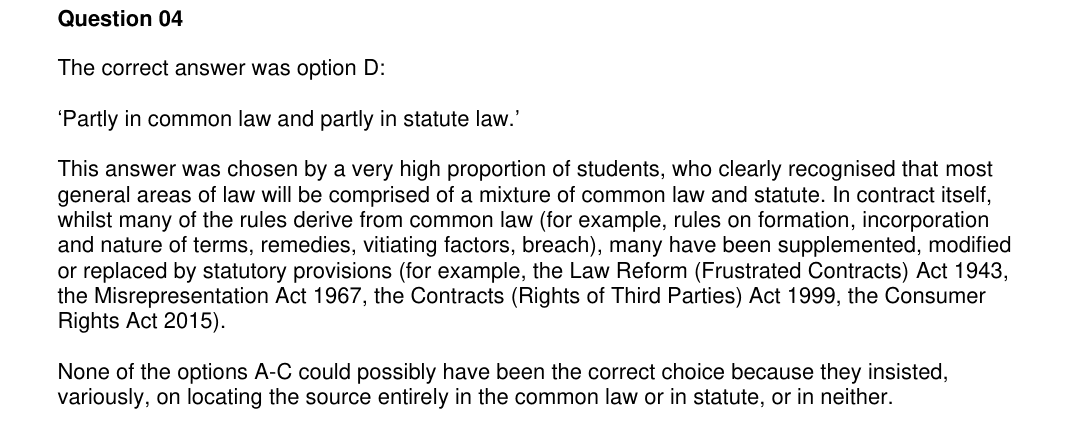 Question 04
The correct answer was option D:
‘Partly in common law and partly in statute law.’
This answer was chosen by a very high proportion of students, who clearly recognised that most
general areas of law will be comprised of a mixture of common law and statute. In contract itself,
whilst many of the rules derive from common law (for example, rules on formation, incorporation
and nature of terms, remedies, vitiating factors, breach), many have been supplemented, modified
or replaced by statutory provisions (for example, the Law Reform (Frustrated Contracts) Act 1943,
the Misrepresentation Act 1967, the Contracts (Rights of Third Parties) Act 1999, the Consumer
Rights Act 2015).
None of the options A-C could possibly have been the correct choice because they insisted,
variously, on locating the source entirely in the common law or in statute, or in neither.